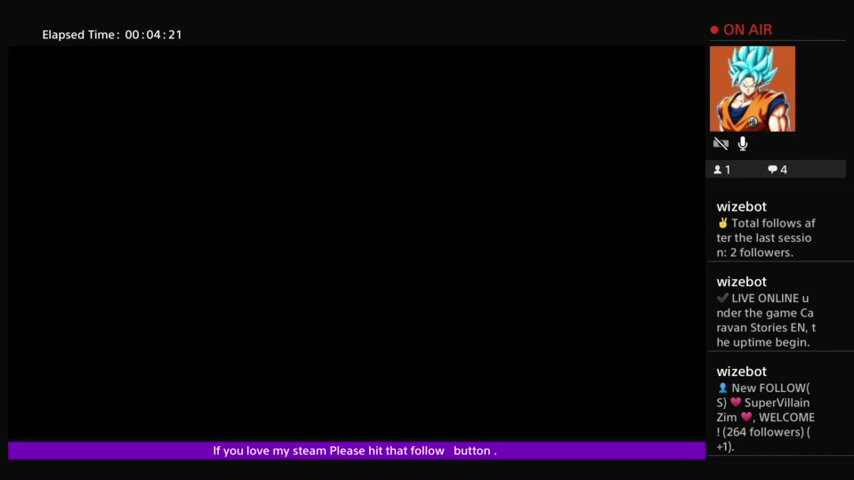 Elapsed Time: 00:04:21
ON AIR
1 4
wizebot
✌ Total follows af
ter the last sessio
n: 2 followers.
wizebot
✓ LIVE ONLINE u
nder the game Ca
ravan Stories EN, t
he uptime begin.
wizebot
👤 New FOLLOW(
S) ❤ SuperVillain
Zim ❤, WELCOME
! (264 followers) (
+1).
If you love my steam Please hit that follow button .